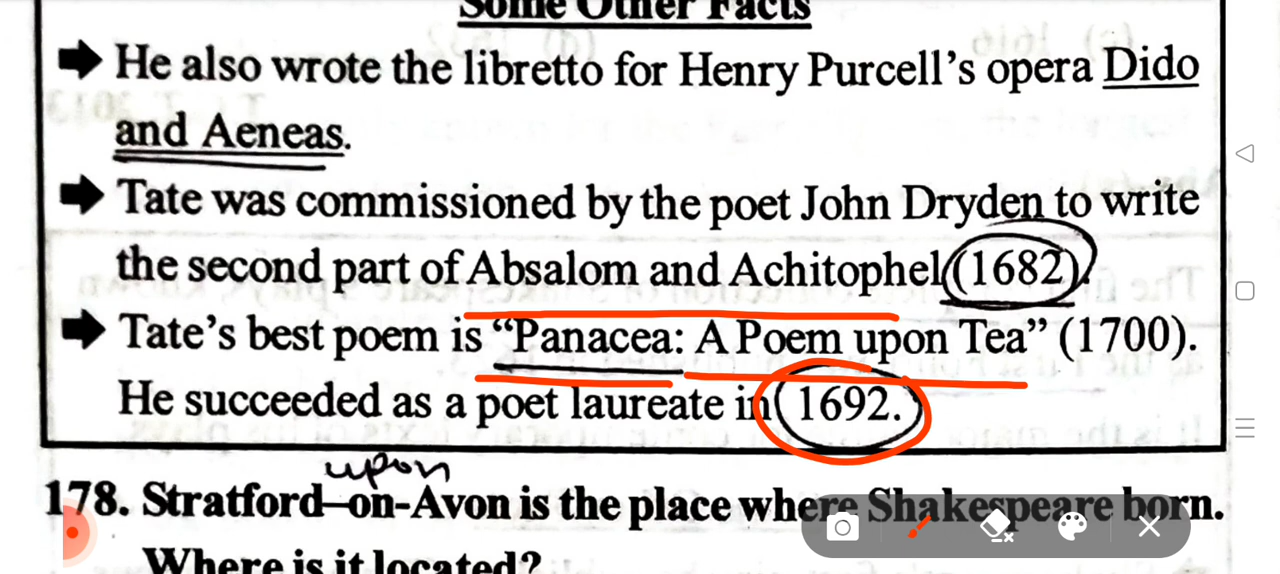 Some Other Facts
➡ He also wrote the libretto for Henry Purcell's opera Dido
and Aeneas.
➡ Tate was commissioned by the poet John Dryden to write
the second part of Absalom and Achitophel (1682).
➡ Tate's best poem is “Panacea: A Poem upon Tea” (1700).
He succeeded as a poet laureate in 1692.
upon
178. Stratford-on-Avon is the place where Shakespeare born.
Where is it located?